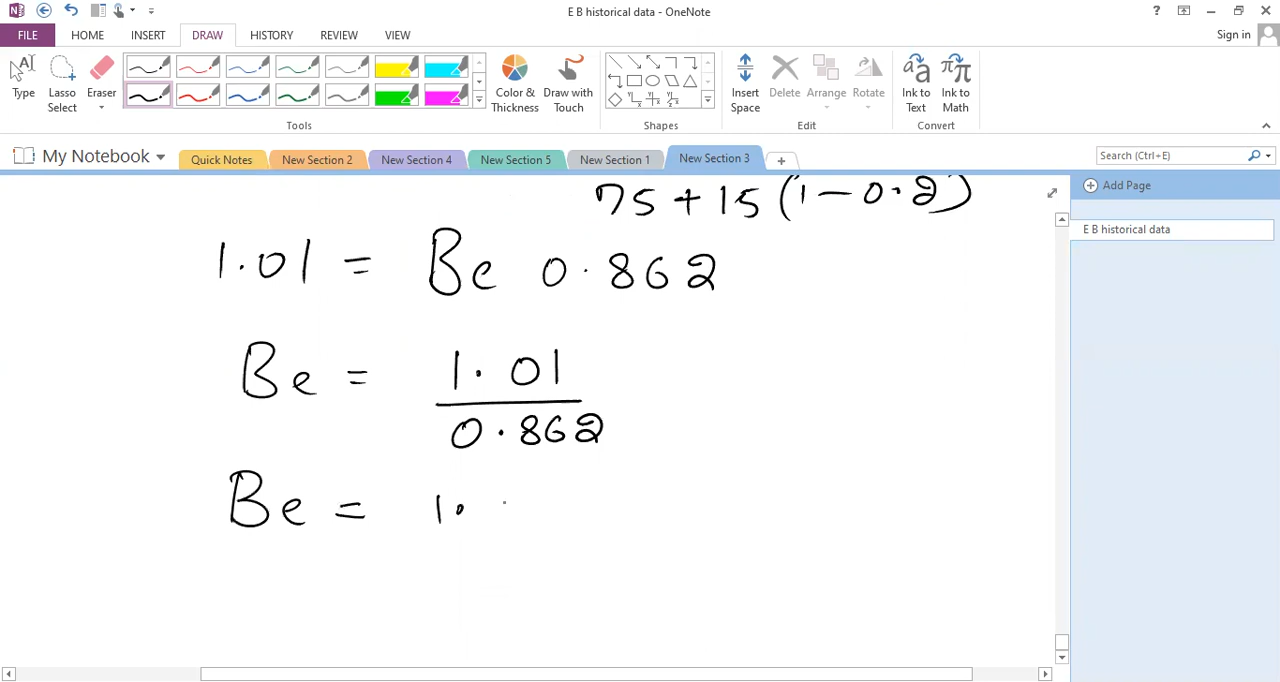 E B historical data - OneNote
?
FILE HOME INSERT DRAW HISTORY REVIEW VIEW
Sign in
Type
Lasso Select
Eraser
Color & Thickness
Draw with Touch
Insert Space
Delete
Arrange
Rotate
Ink to Text
Ink to Math
Tools Shapes Edit Convert
My Notebook Quick Notes New Section 2 New Section 4 New Section 5 New Section 1 New Section 3
Search (Ctrl+E)
Add Page
E B historical data
75 + 15 (1 - 0.2)
1.01 = Be 0.862
Be = 1.01
0.862
Be = 1.